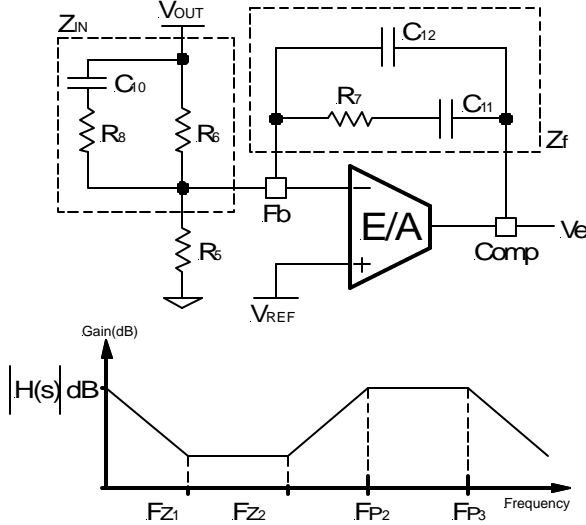 VOUT
ZIN
C12
C10
R7
C11
R8
R6
Zf
Fb
E/A
Ve
R5
Comp
VREF
Gain(dB)
|H(s)| dB
FZ1 FZ2 FP2 FP3
Frequency